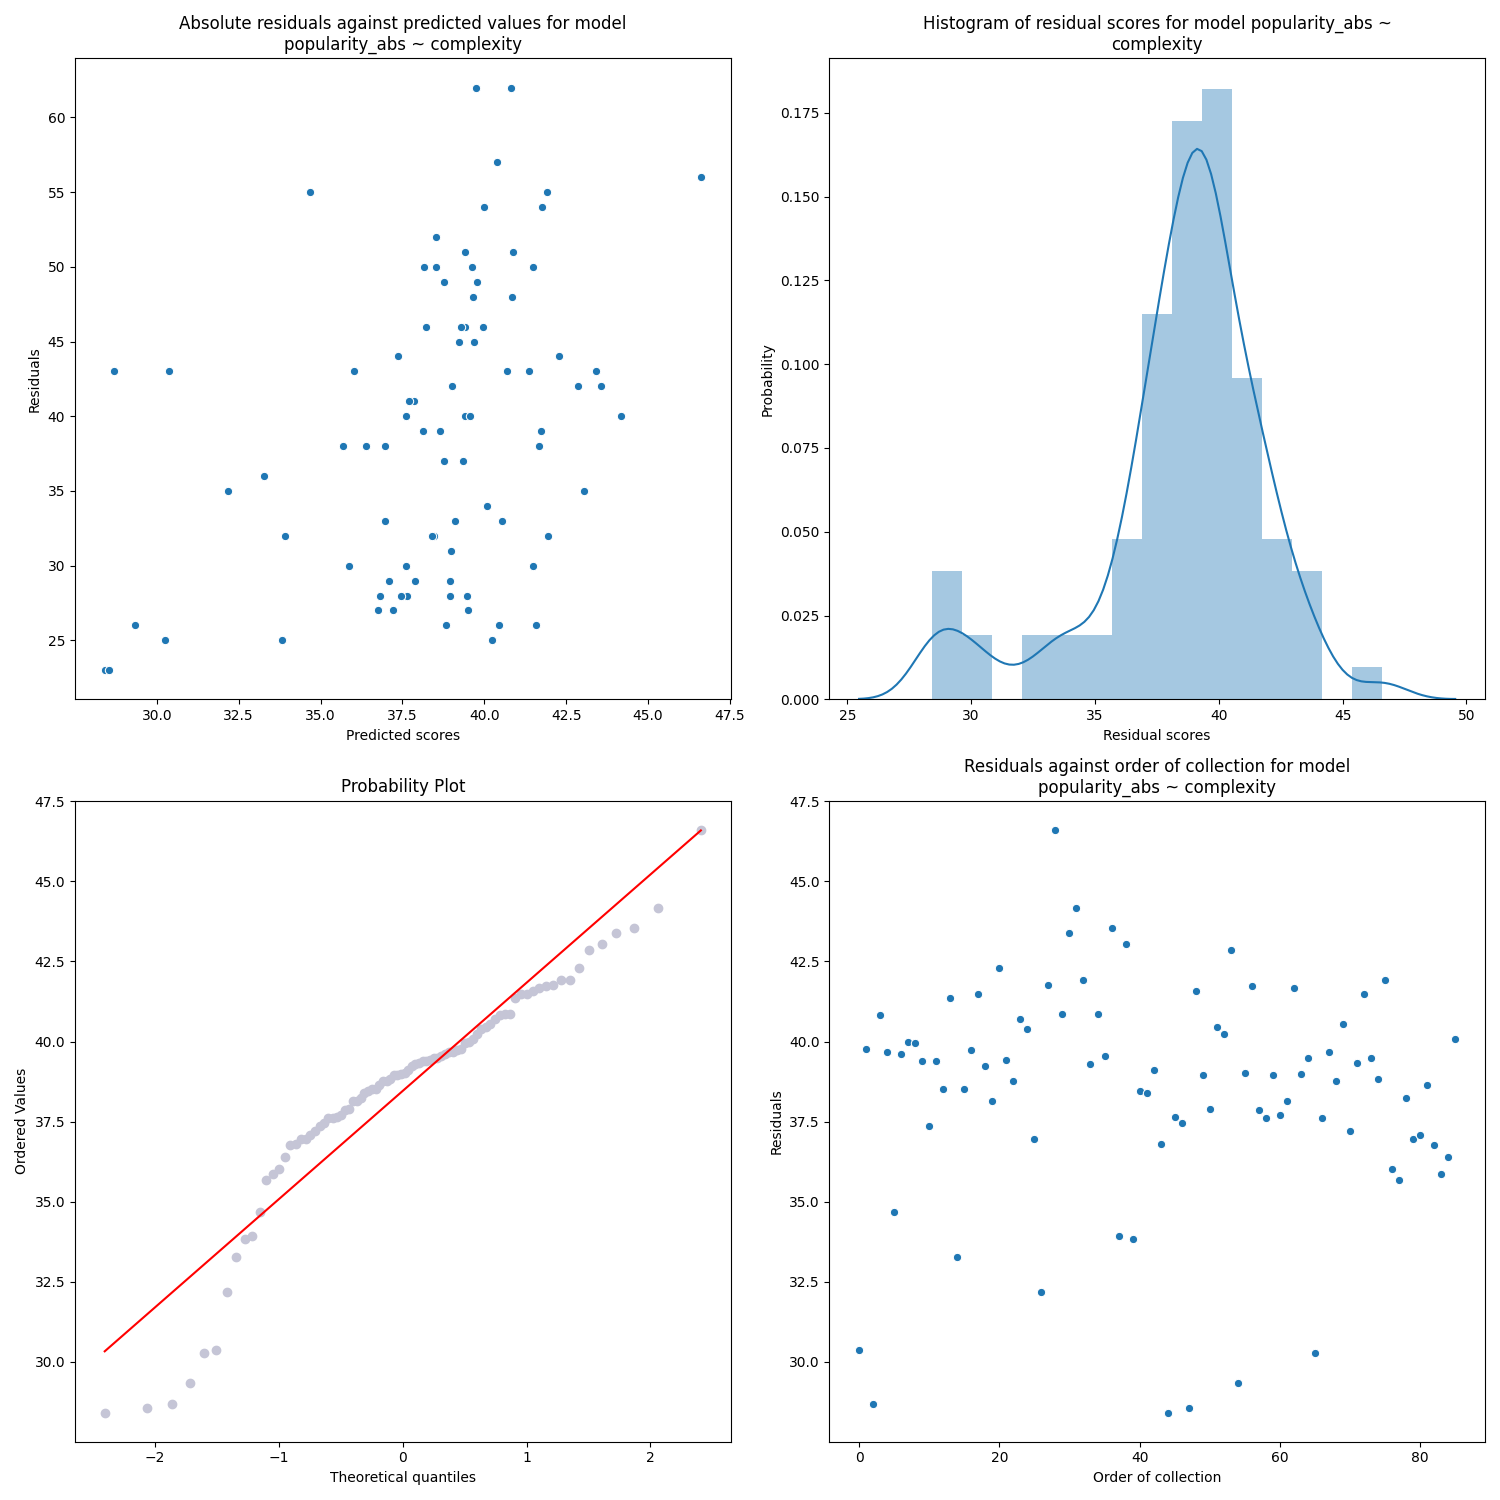 Absolute residuals against predicted values for model
popularity_abs ~ complexity
60
55
50
45
40
35
30
25
Residuals
30.0 32.5 35.0 37.5 40.0 42.5 45.0 47.5
Predicted scores
Histogram of residual scores for model popularity_abs ~
complexity
0.175
0.150
0.125
0.100
0.075
0.050
0.025
0.000
Probability
25 30 35 40 45 50
Residual scores
Probability Plot
47.5
45.0
42.5
40.0
37.5
35.0
32.5
30.0
Ordered Values
−2 −1 0 1 2
Theoretical quantiles
Residuals against order of collection for model
popularity_abs ~ complexity
47.5
45.0
42.5
40.0
37.5
35.0
32.5
30.0
Residuals
0 20 40 60 80
Order of collection